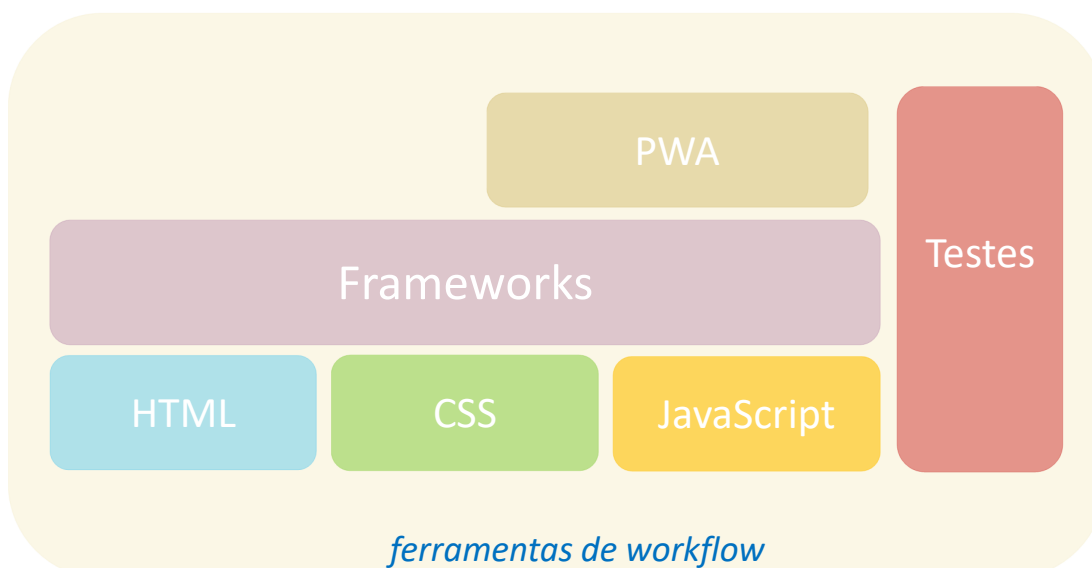 PWA
Testes
Frameworks
HTML
CSS
JavaScript
ferramentas de workflow